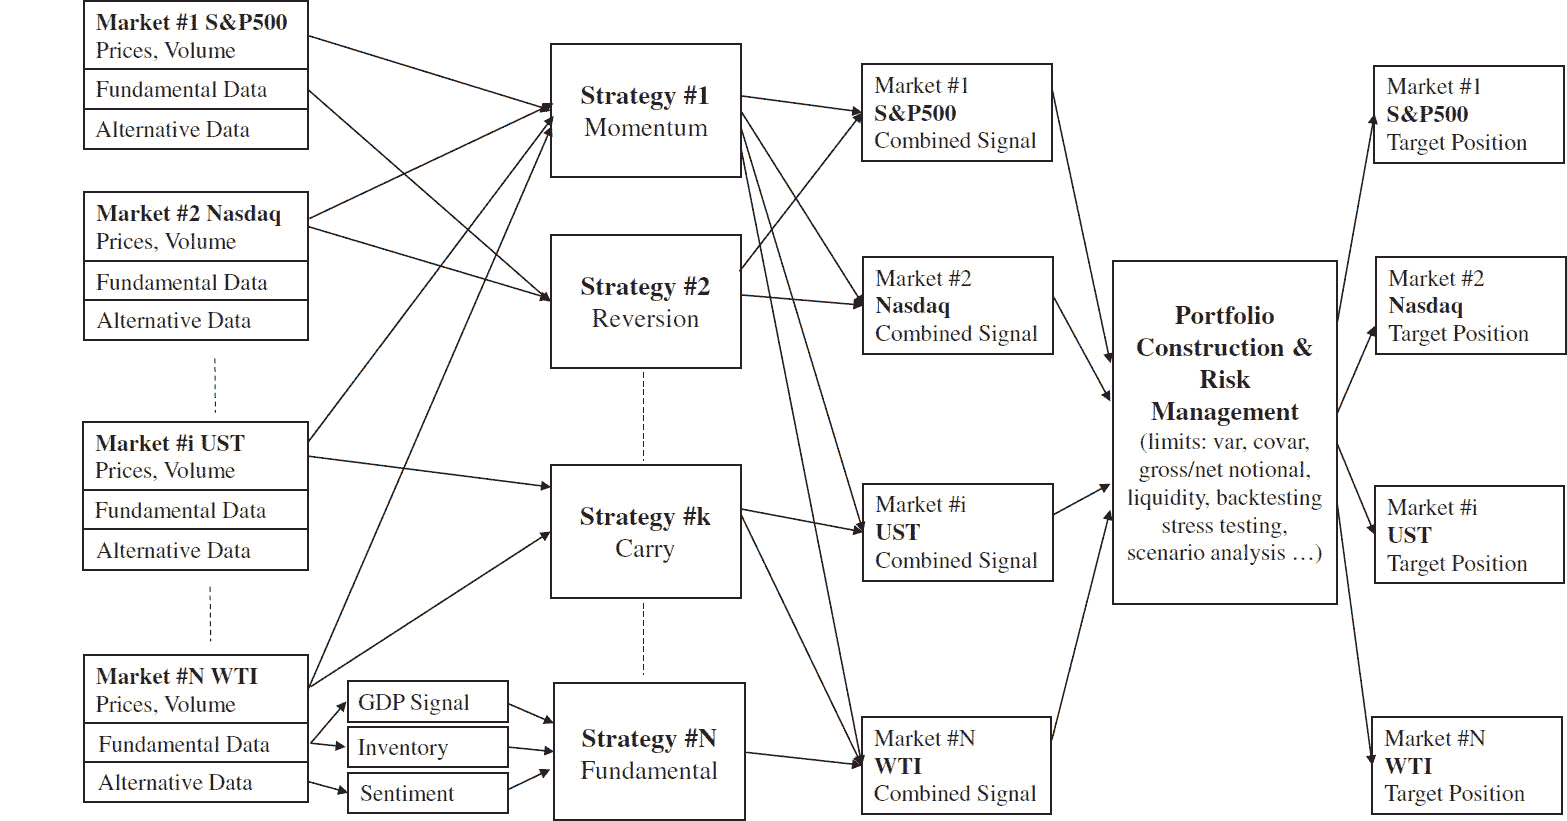 Market #1 S&P500
Prices, Volume
Fundamental Data
Alternative Data
Market #2 Nasdaq
Prices, Volume
Fundamental Data
Alternative Data
Market #i UST
Prices, Volume
Fundamental Data
Alternative Data
Market #N WTI
Prices, Volume
Fundamental Data
Alternative Data
GDP Signal
Inventory
Sentiment
Strategy #1
Momentum
Strategy #2
Reversion
Strategy #k
Carry
Strategy #N
Fundamental
Market #1
S&P500
Combined Signal
Market #2
Nasdaq
Combined Signal
Market #i
UST
Combined Signal
Market #N
WTI
Combined Signal
Portfolio
Construction &
Risk
Management
(limits: var, covar,
gross/net notional,
liquidity, backtesting
stress testing,
scenario analysis …)
Market #1
S&P500
Target Position
Market #2
Nasdaq
Target Position
Market #i
UST
Target Position
Market #N
WTI
Target Position